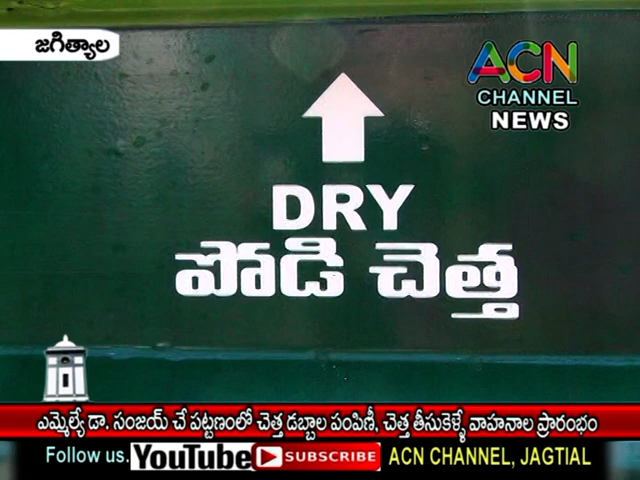 జగిత్యాల
ACN
CHANNEL
NEWS
DRY
పోడి చెత్త
ఎమ్మెల్యే డా. సంజయ్ చే పట్టణంలో చెత్త డబ్బాల పంపిణీ, చెత్త తీసుకెళ్ళే వాహనాల ప్రారంభం
Follow us. YouTube SUBSCRIBE ACN CHANNEL, JAGTIAL